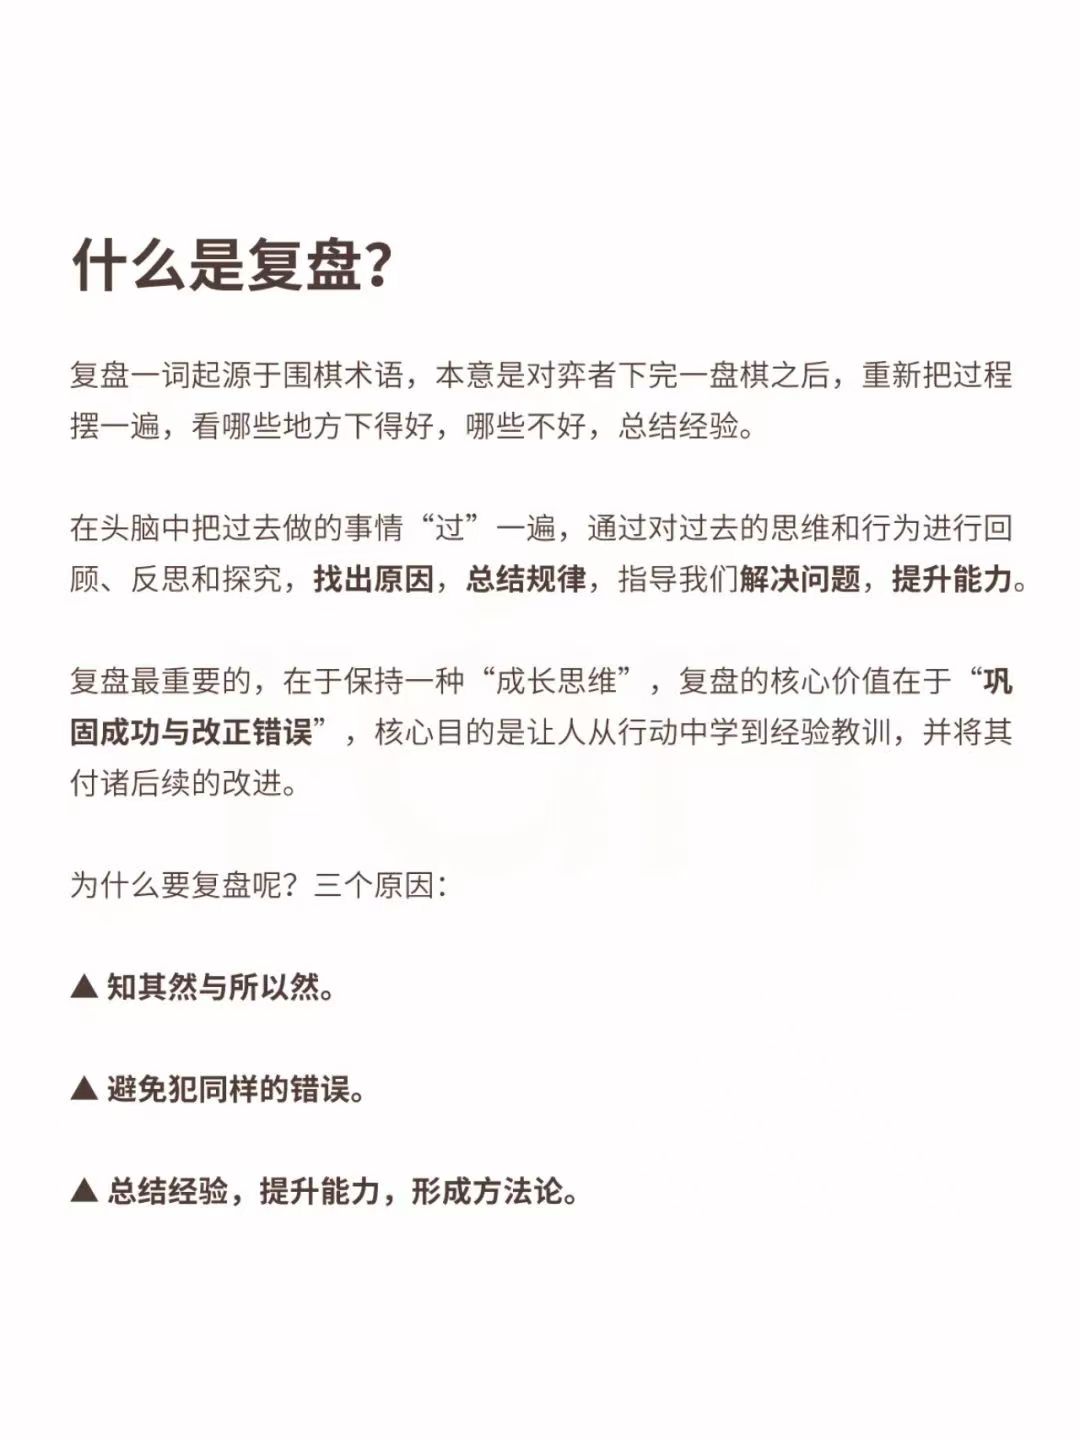 什么是复盘？
复盘一词起源于围棋术语，本意是对弈者下完一盘棋之后，重新把过程
摆一遍，看哪些地方下得好，哪些不好，总结经验。
在头脑中把过去做的事情“过”一遍，通过对过去的思维和行为进行回
顾、反思和探究，找出原因，总结规律，指导我们解决问题，提升能力。
复盘最重要的，在于保持一种“成长思维”，复盘的核心价值在于“巩
固成功与改正错误”，核心目的是让人从行动中学到经验教训，并将其
付诸后续的改进。
为什么要复盘呢？三个原因：
▲ 知其然与所以然。
▲ 避免犯同样的错误。
▲ 总结经验，提升能力，形成方法论。